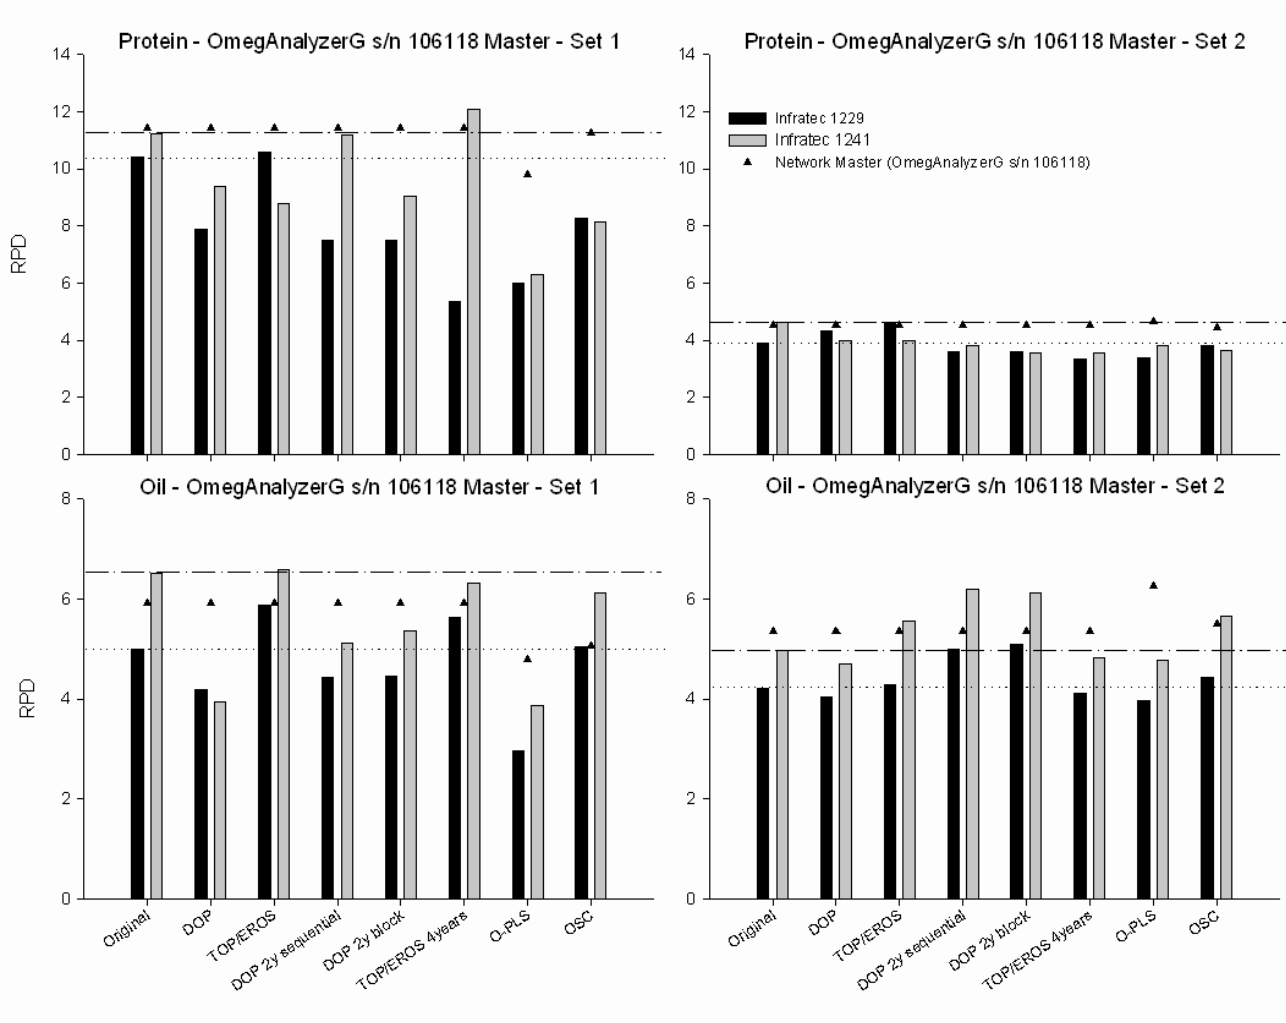 Protein - OmegAnalyzerG s/n 106118 Master - Set 1
14
12
10
8
6
4
2
0
RPD
Protein - OmegAnalyzerG s/n 106118 Master - Set 2
14
12
10
8
6
4
2
0
Infratec 1229
Infratec 1241
Network Master (OmegAnalyzerG s/n 106118)
Oil - OmegAnalyzerG s/n 106118 Master - Set 1
8
6
4
2
0
RPD
Original
DOP
TOP/EROS
DOP 2y sequential
DOP 2y block
TOP/EROS 4years
O-PLS
OSC
Oil - OmegAnalyzerG s/n 106118 Master - Set 2
8
6
4
2
0
Original
DOP
TOP/EROS
DOP 2y sequential
DOP 2y block
TOP/EROS 4years
O-PLS
OSC